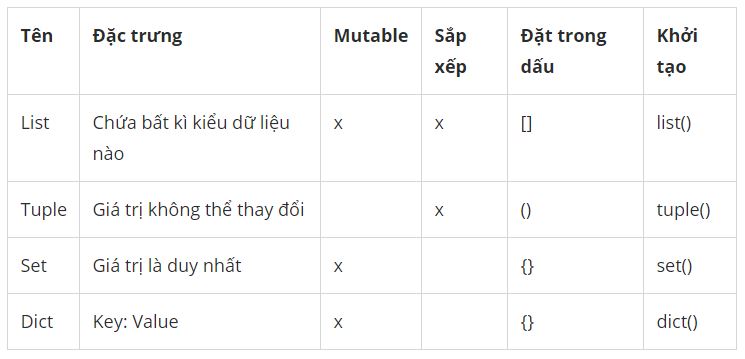 Tên Đặc trưng Mutable Sắp xếp Đặt trong dấu Khởi tạo
List Chứa bất kì kiểu dữ liệu nào x x [] list()
Tuple Giá trị không thể thay đổi x () tuple()
Set Giá trị là duy nhất x {} set()
Dict Key: Value x {} dict()